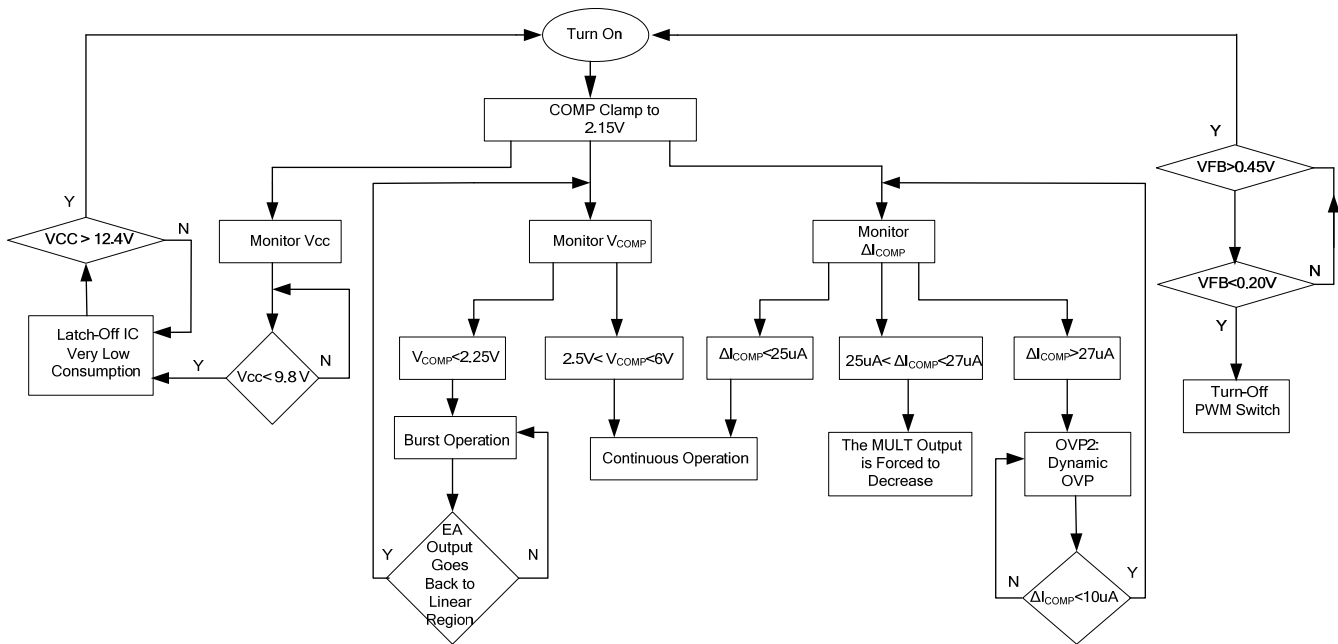 Turn On
COMP Clamp to
2.15V
Y
VCC > 12.4V
N
Latch-Off IC
Very Low
Consumption
Y
Monitor Vcc
Vcc< 9.8 V
N
Monitor VCOMP
VCOMP<2.25V
2.5V< VCOMP<6V
Burst Operation
Continuous Operation
Y
EA
Output
Goes
Back to
Linear
Region
N
Monitor
ΔICOMP
ΔICOMP<25uA
25uA< ΔICOMP<27uA
ΔICOMP>27uA
The MULT Output
is Forced to
Decrease
OVP2:
Dynamic
OVP
N
ΔICOMP<10uA
Y
Y
VFB>0.45V
VFB<0.20V
N
Y
Turn-Off
PWM Switch